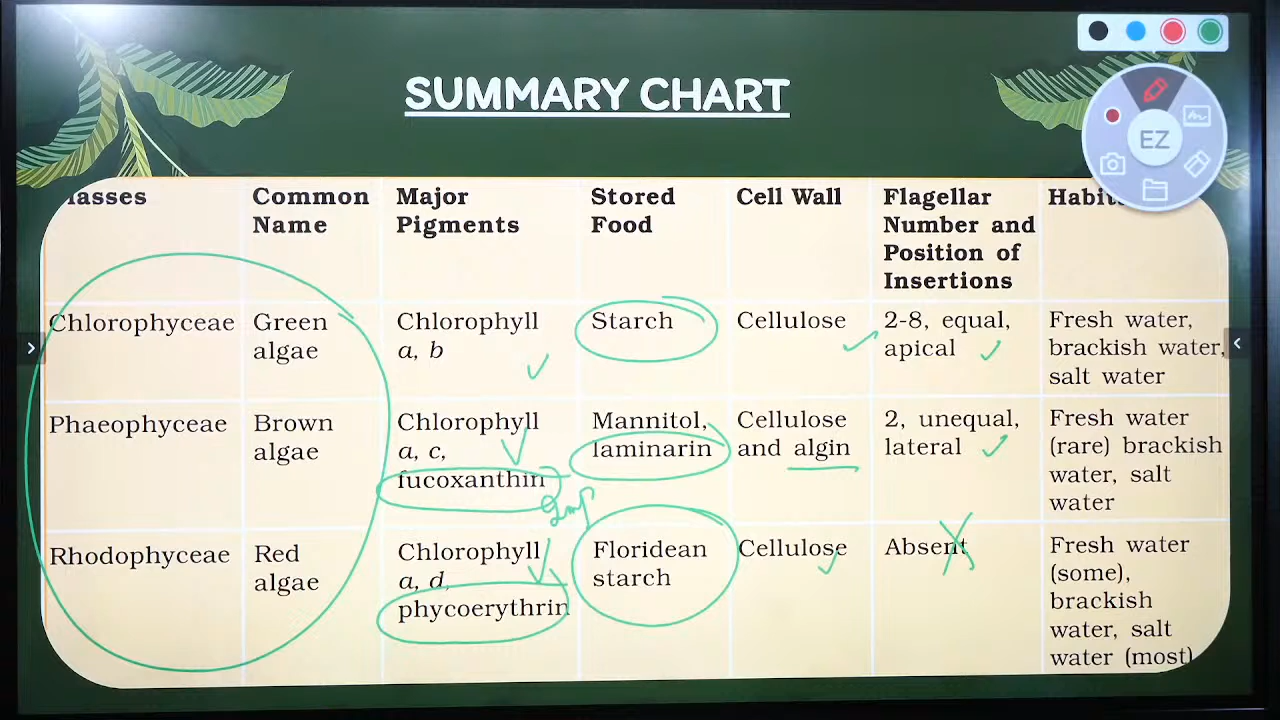 SUMMARY CHART
EZ
lasses
Common
Name
Major
Pigments
Stored
Food
Cell Wall
Flagellar
Number and
Position of
Insertions
Habit
Chlorophyceae
Green
algae
Chlorophyll
a, b
Starch
Cellulose
2-8, equal,
apical
Fresh water,
brackish water,
salt water
Phaeophyceae
Brown
algae
Chlorophyll
a, c,
fucoxanthin
Mannitol,
laminarin
Cellulose
and algin
2, unequal,
lateral
Fresh water
(rare) brackish
water, salt
water
Imp
Rhodophyceae
Red
algae
Chlorophyll
a, d,
phycoerythrin
Floridean
starch
Cellulose
Absent
Fresh water
(some),
brackish
water, salt
water (most)